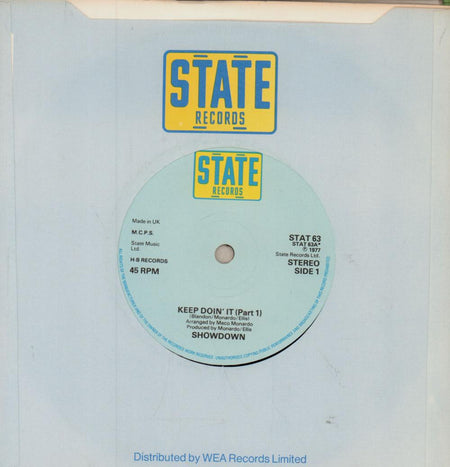 STATE
RECORDS
STATE
RECORDS
Made in UK
M.C.P.S.
State Music
Ltd.
H·B RECORDS
45 RPM
STAT 63
STAT 63A*
℗ 1977
State Records Ltd.
STEREO
SIDE 1
KEEP DOIN' IT (Part 1)
(Blandon/Monardo/Ellis)
Arranged by Meco Monardo
Produced by Monardo/Ellis
SHOWDOWN
Distributed by WEA Records Limited